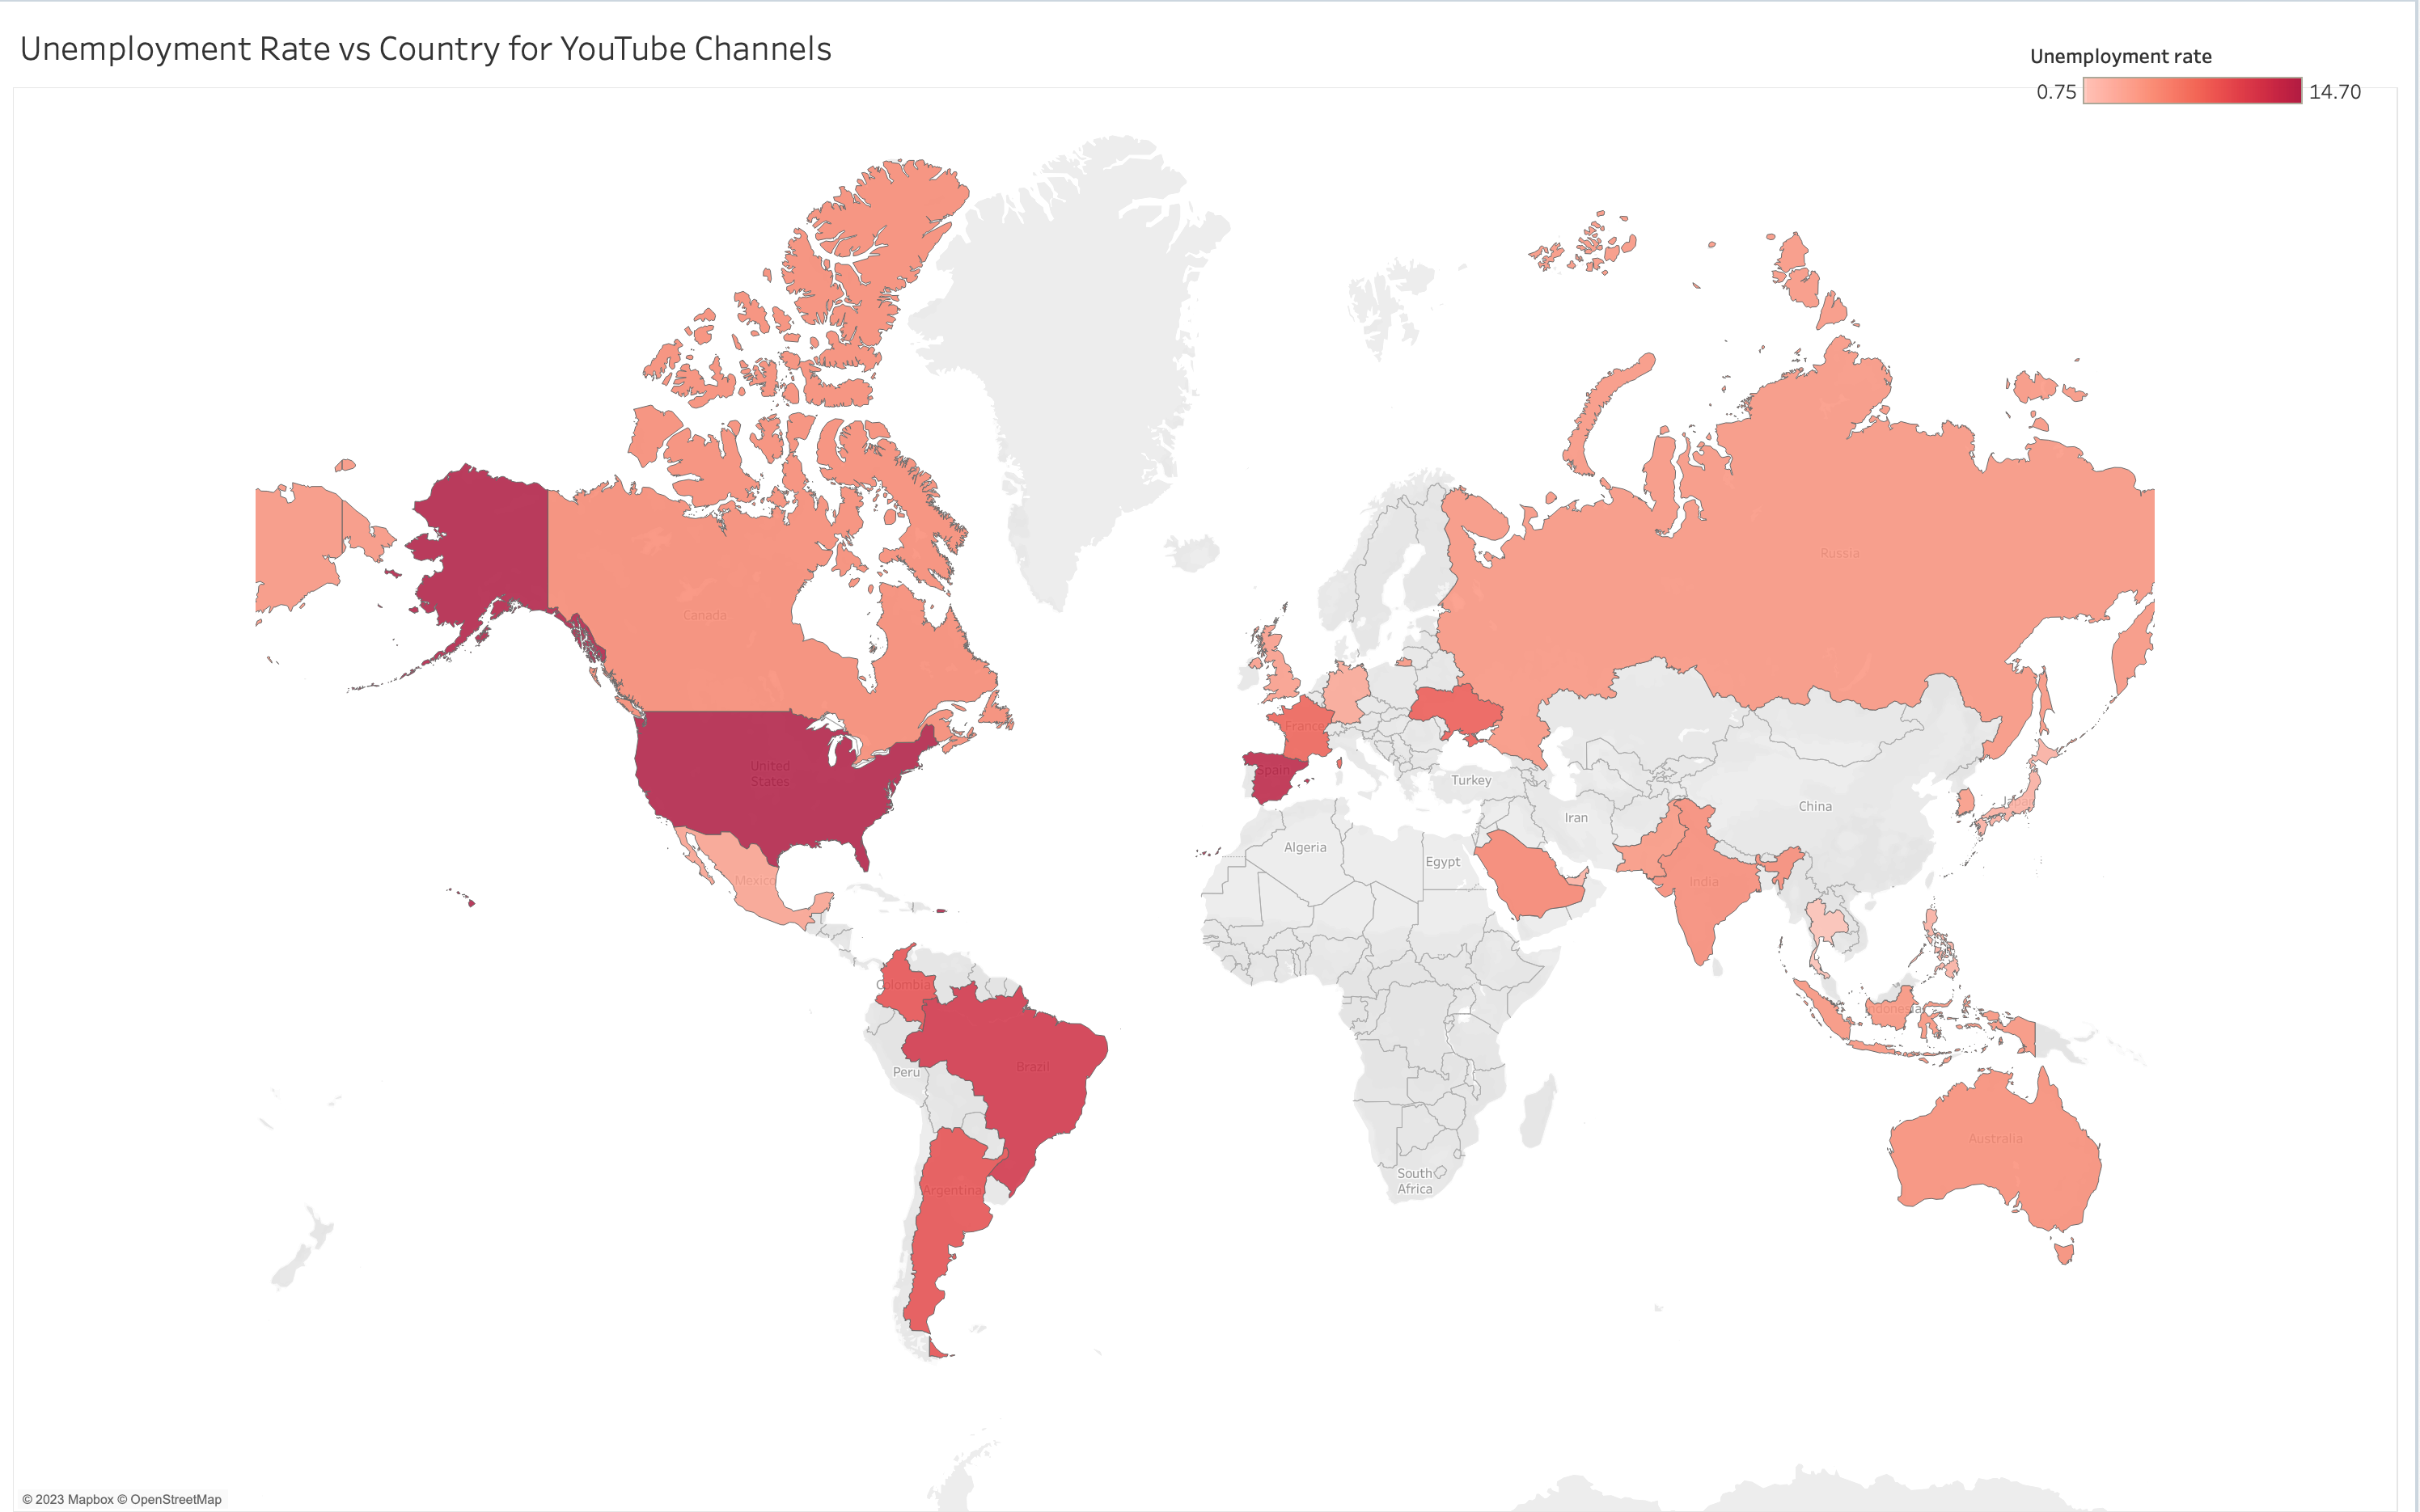 Unemployment Rate vs Country for YouTube Channels
Unemployment rate
0.75
14.70
Russia
Canada
France
United
States
Spain
Turkey
China
Iran
Algeria
Egypt
Mexico
India
Colombia
Indonesia
Brazil
Peru
Australia
South
Africa
Argentina
© 2023 Mapbox © OpenStreetMap